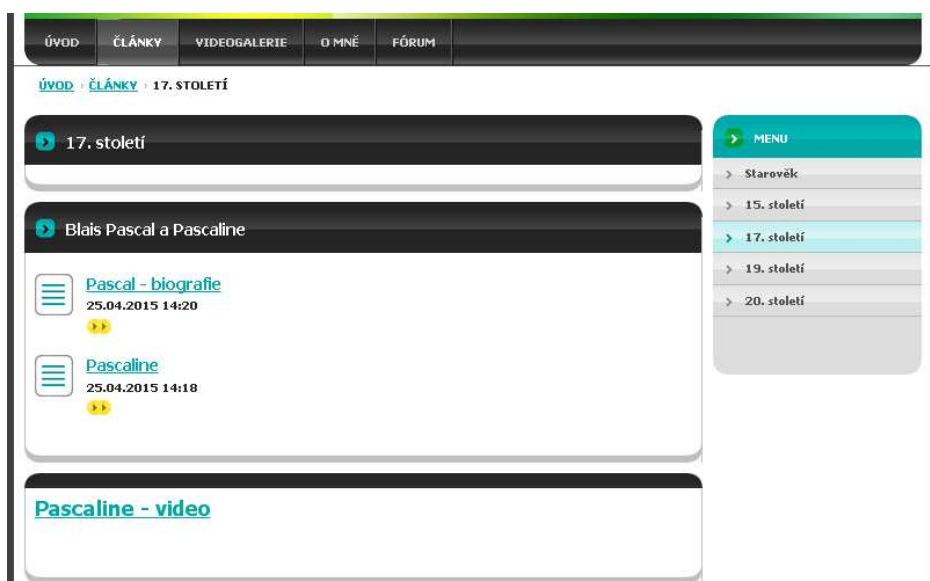 ÚVOD ČLÁNKY VIDEOGALERIE O MNĚ FÓRUM
ÚVOD › ČLÁNKY › 17. STOLETÍ
17. století
Blais Pascal a Pascaline
Pascal - biografie
25.04.2015 14:20
Pascaline
25.04.2015 14:18
Pascaline - video
MENU
Starověk
15. století
17. století
19. století
20. století